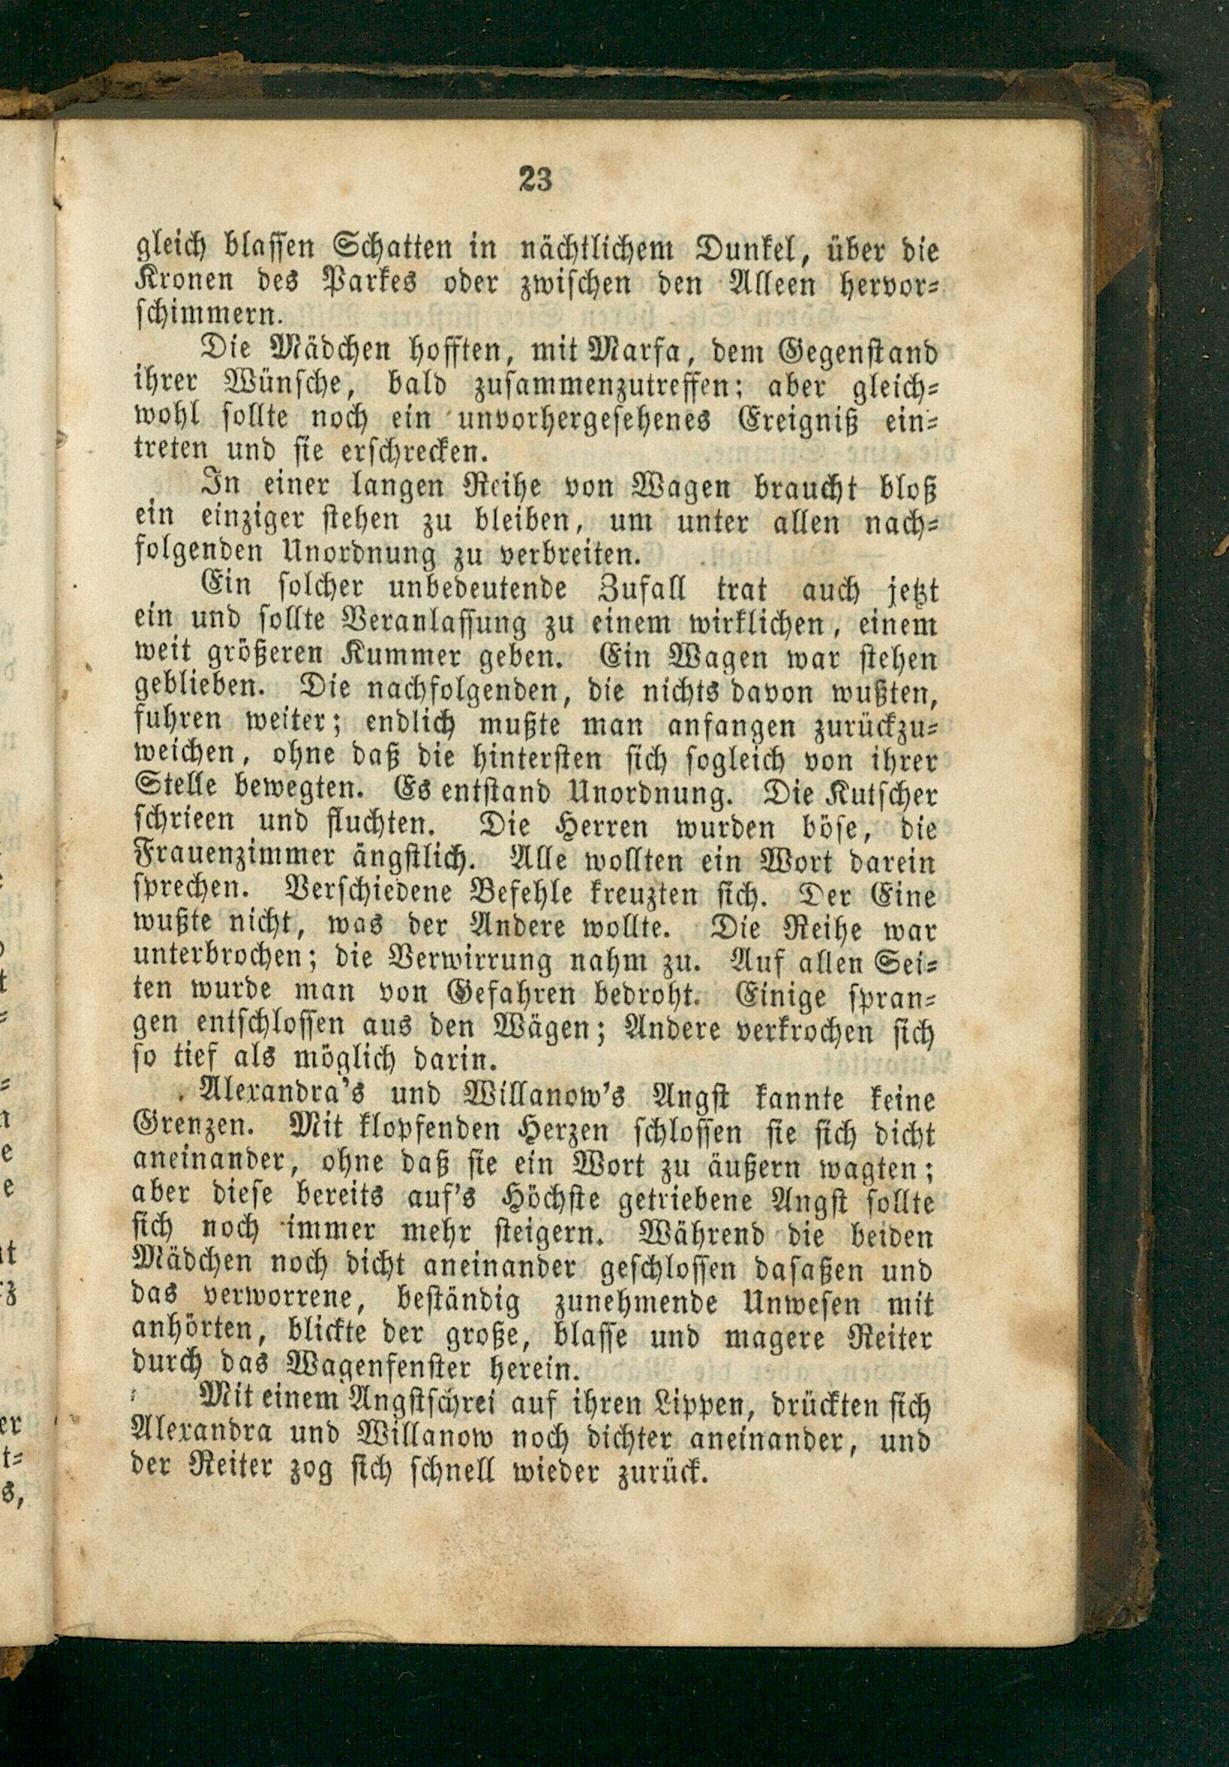 23
gleich blassen Schatten in nächtlichem Dunkel, über die
Kronen des Parkes oder zwischen den Alleen hervor=
schimmern.
Die Mädchen hofften, mit Marfa, dem Gegenstand
ihrer Wünsche, bald zusammenzutreffen; aber gleich=
wohl sollte noch ein unvorhergesehenes Ereigniß ein=
treten und sie erschrecken.
In einer langen Reihe von Wagen braucht bloß
ein einziger stehen zu bleiben, um unter allen nach=
folgenden Unordnung zu verbreiten.
Ein solcher unbedeutende Zufall trat auch jetzt
ein und sollte Veranlassung zu einem wirklichen, einem
weit größeren Kummer geben. Ein Wagen war stehen
geblieben. Die nachfolgenden, die nichts davon wußten,
fuhren weiter; endlich mußte man anfangen zurückzu=
weichen, ohne daß die hintersten sich sogleich von ihrer
Stelle bewegten. Es entstand Unordnung. Die Kutscher
schrieen und fluchten. Die Herren wurden böse, die
Frauenzimmer ängstlich. Alle wollten ein Wort darein
sprechen. Verschiedene Befehle kreuzten sich. Der Eine
wußte nicht, was der Andere wollte. Die Reihe war
unterbrochen; die Verwirrung nahm zu. Auf allen Sei=
ten wurde man von Gefahren bedroht. Einige spran=
gen entschlossen aus den Wägen; Andere verkrochen sich
so tief als möglich darin.
Alexandra's und Willanow's Angst kannte keine
Grenzen. Mit klopfenden Herzen schlossen sie sich dicht
aneinander, ohne daß sie ein Wort zu äußern wagten;
aber diese bereits auf's Höchste getriebene Angst sollte
sich noch immer mehr steigern. Während die beiden
Mädchen noch dicht aneinander geschlossen dasaßen und
das verworrene, beständig zunehmende Unwesen mit
anhörten, blickte der große, blasse und magere Reiter
durch das Wagenfenster herein.
Mit einem Angstschrei auf ihren Lippen, drückten sich
Alexandra und Willanow noch dichter aneinander, und
der Reiter zog sich schnell wieder zurück.